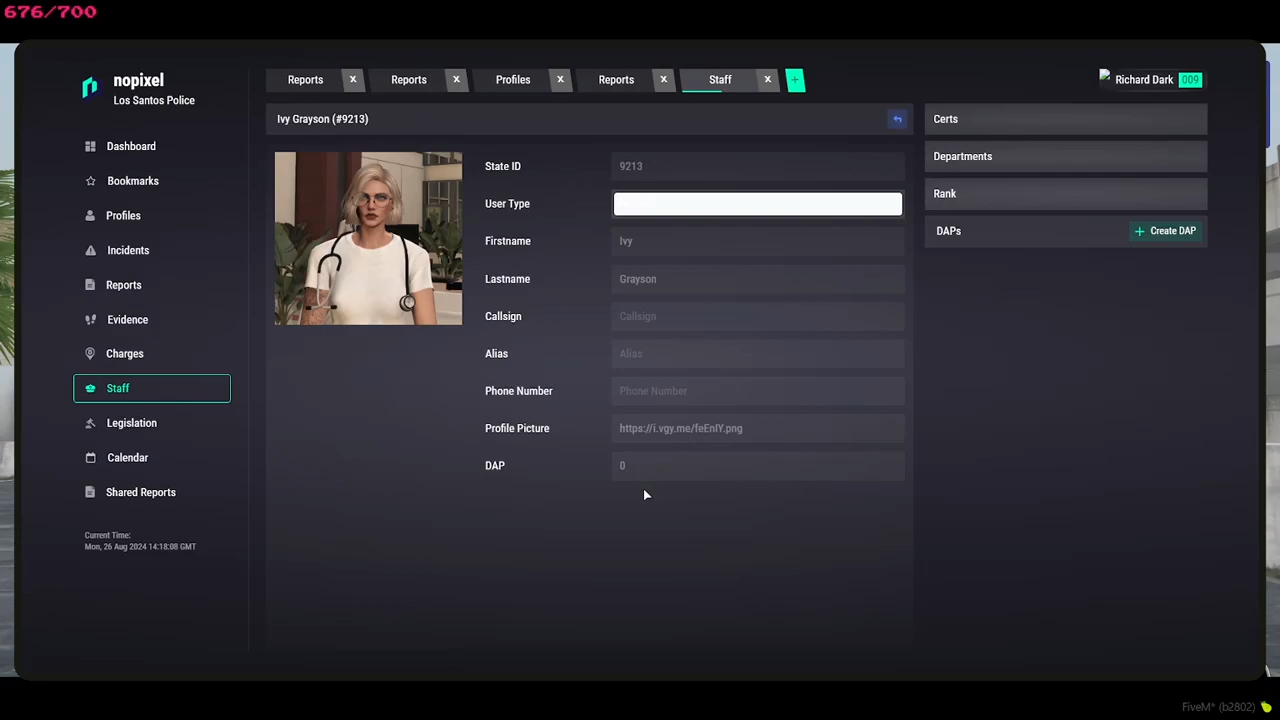 676/700
nopixel
Los Santos Police
Dashboard
Bookmarks
Profiles
Incidents
Reports
Evidence
Charges
Staff
Legislation
Calendar
Shared Reports
Current Time:
Mon, 26 Aug 2024 14:18:08 GMT
Reports x Reports x Profiles x Reports x Staff x +
Richard Dark 009
Ivy Grayson (#9213)
State ID 9213
User Type
Firstname Ivy
Lastname Grayson
Callsign Callsign
Alias Alias
Phone Number Phone Number
Profile Picture https://i.vgy.me/feEnIY.png
DAP 0
Certs
Departments
Rank
DAPs + Create DAP
FiveM* (b2802)